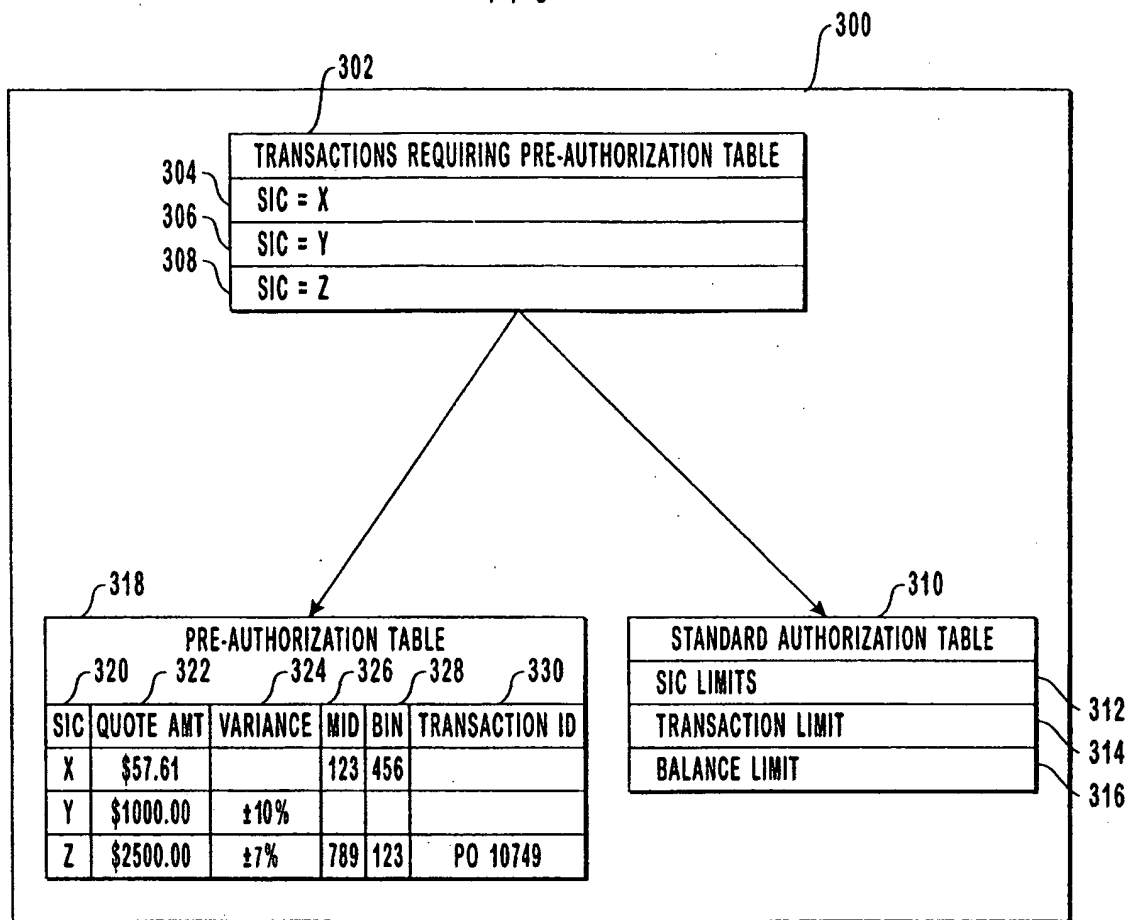 300
302
TRANSACTIONS REQUIRING PRE-AUTHORIZATION TABLE
304
SIC = X
306
SIC = Y
308
SIC = Z
318
310
PRE-AUTHORIZATION TABLE
320 322 324 326 328 330
SIC QUOTE AMT VARIANCE MID BIN TRANSACTION ID
X $57.61 123 456
Y $1000.00 ±10%
Z $2500.00 ±7% 789 123 PO 10749
STANDARD AUTHORIZATION TABLE
SIC LIMITS
312
TRANSACTION LIMIT
314
BALANCE LIMIT
316